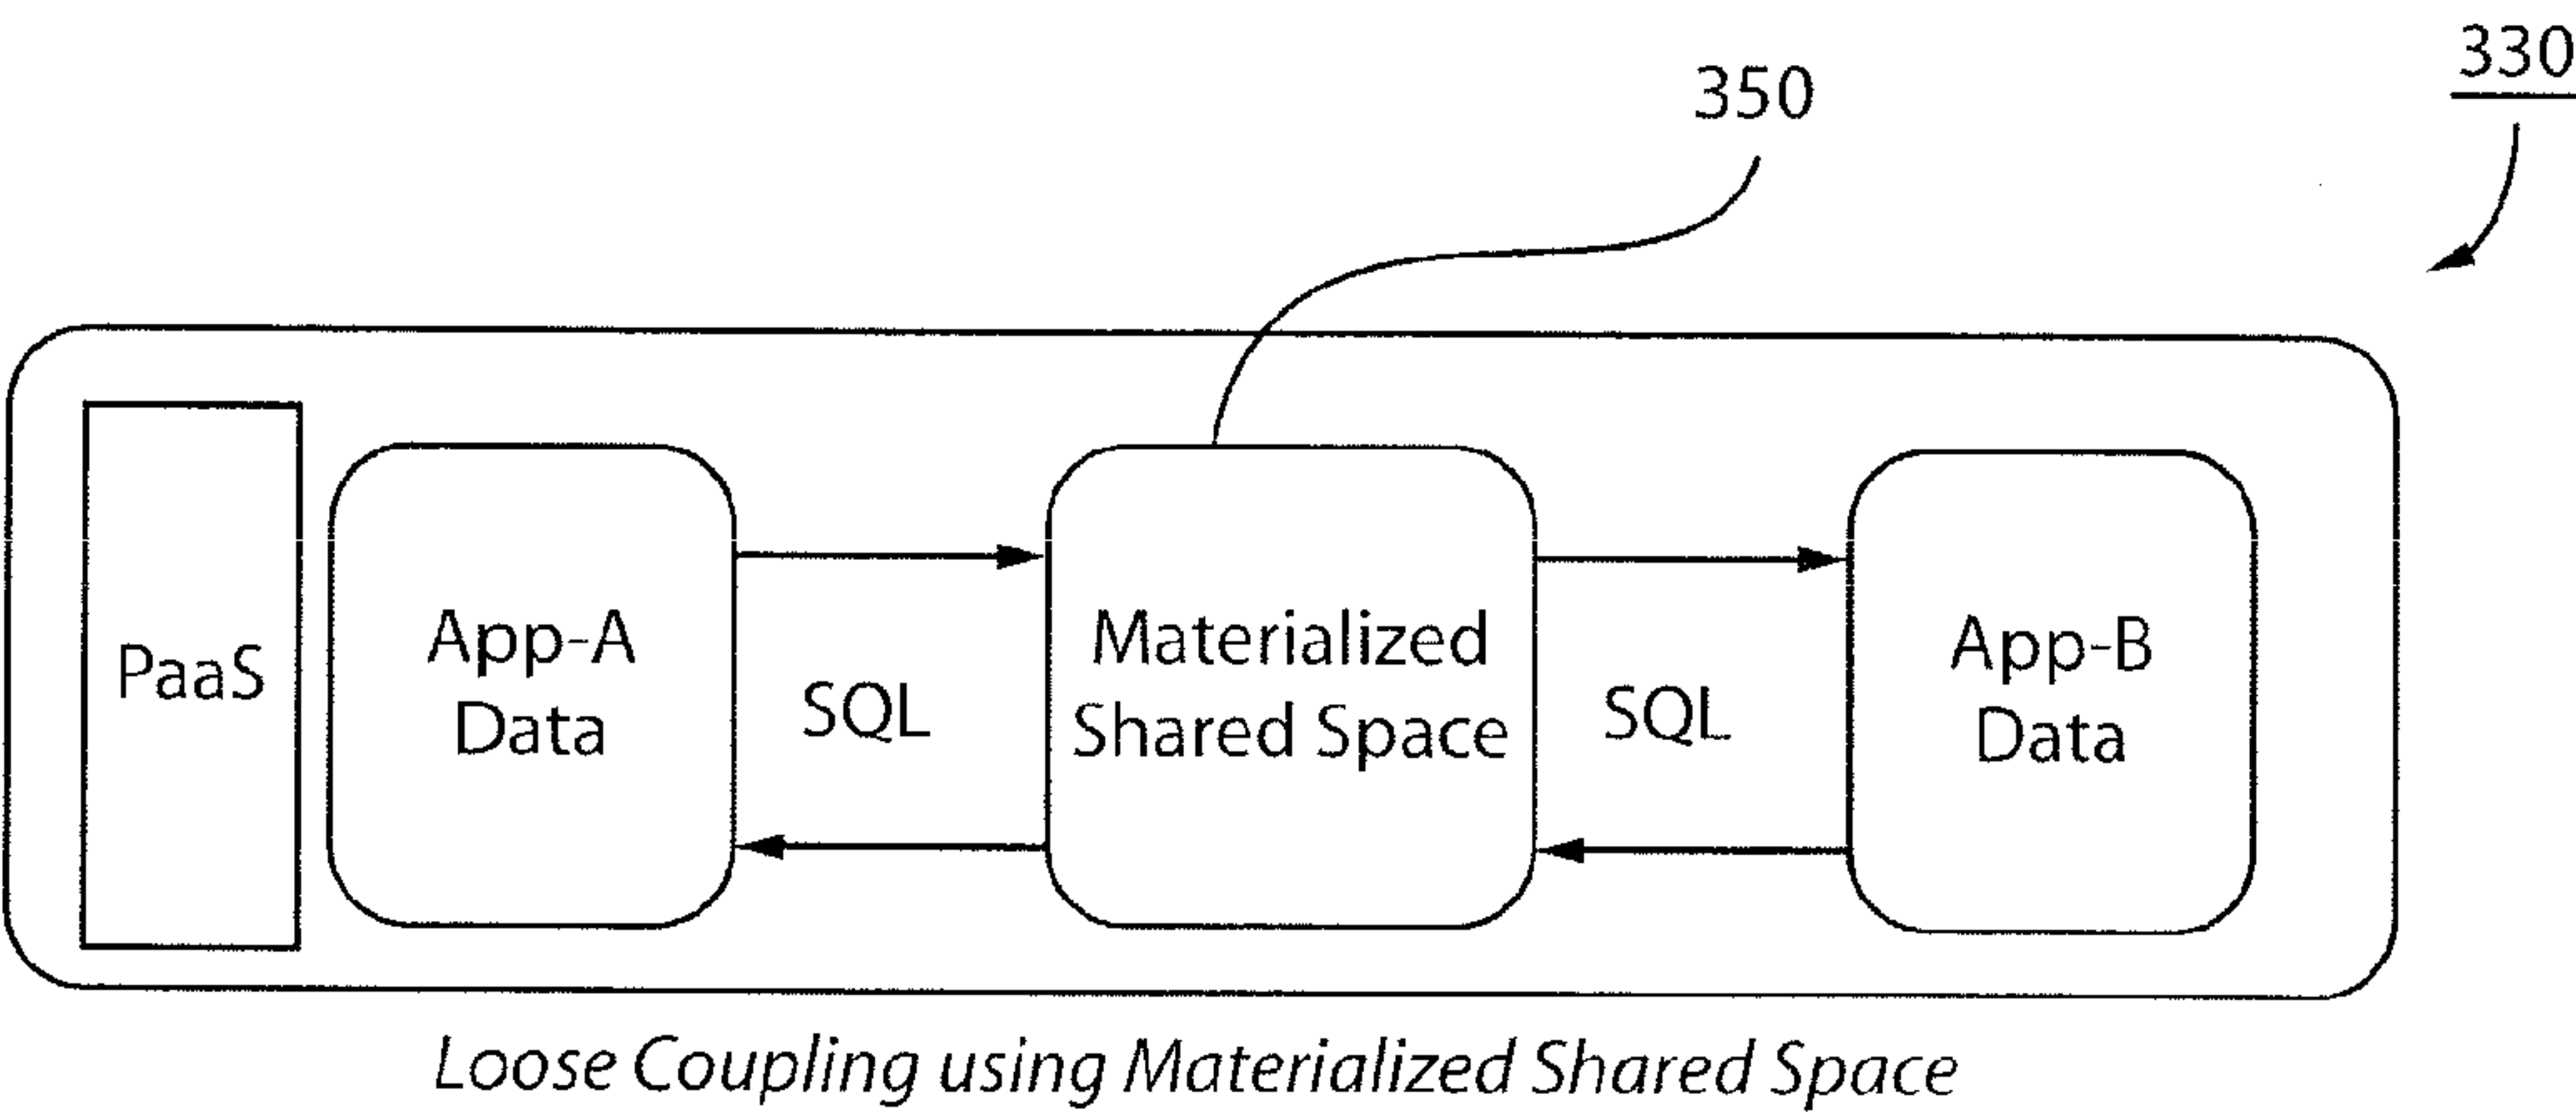 330
350
PaaS
App-A
Data
SQL
Materialized
Shared Space
SQL
App-B
Data
Loose Coupling using Materialized Shared Space